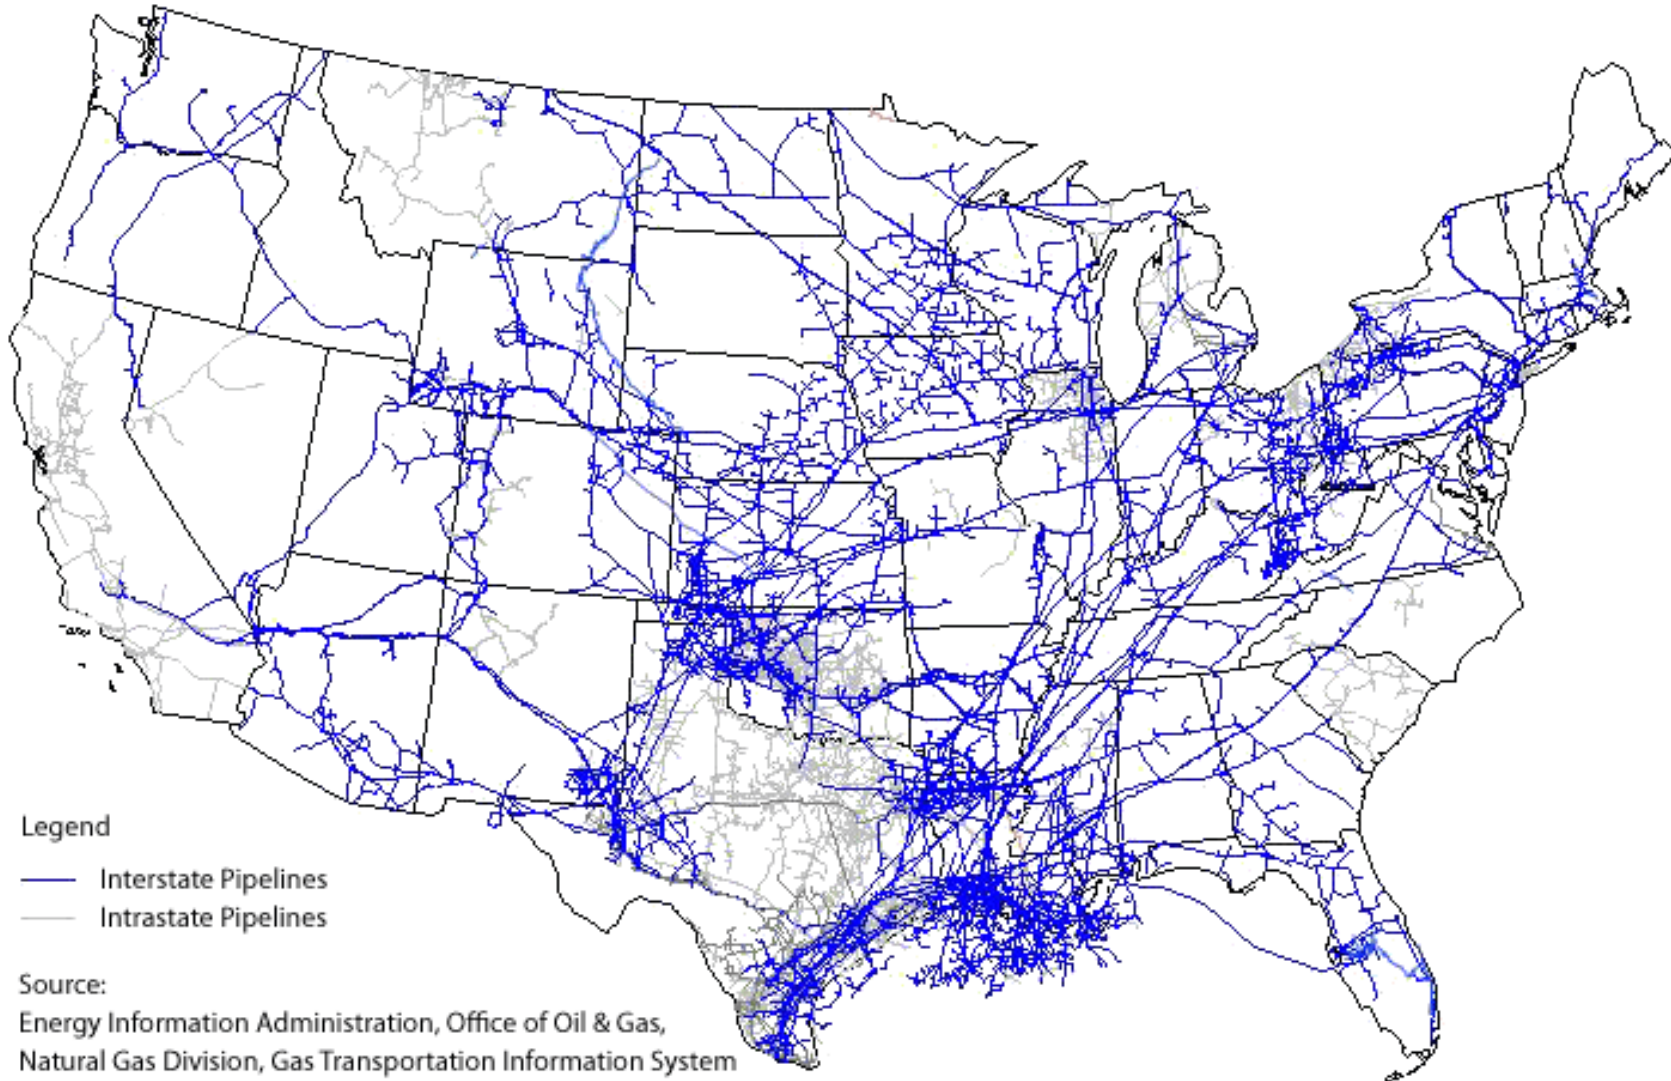 Legend
Interstate Pipelines
Intrastate Pipelines
Source:
Energy Information Administration, Office of Oil & Gas,
Natural Gas Division, Gas Transportation Information System